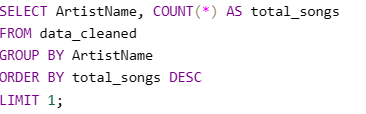 SELECT ArtistName, COUNT(*) AS total_songs
FROM data_cleaned
GROUP BY ArtistName
ORDER BY total_songs DESC
LIMIT 1;